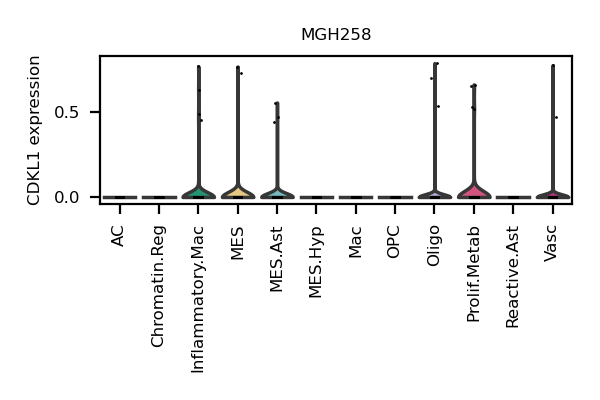 MGH258
CDKL1 expression
0.5
0.0
AC
Chromatin.Reg
Inflammatory.Mac
MES
MES.Ast
MES.Hyp
Mac
OPC
Oligo
Prolif.Metab
Reactive.Ast
Vasc